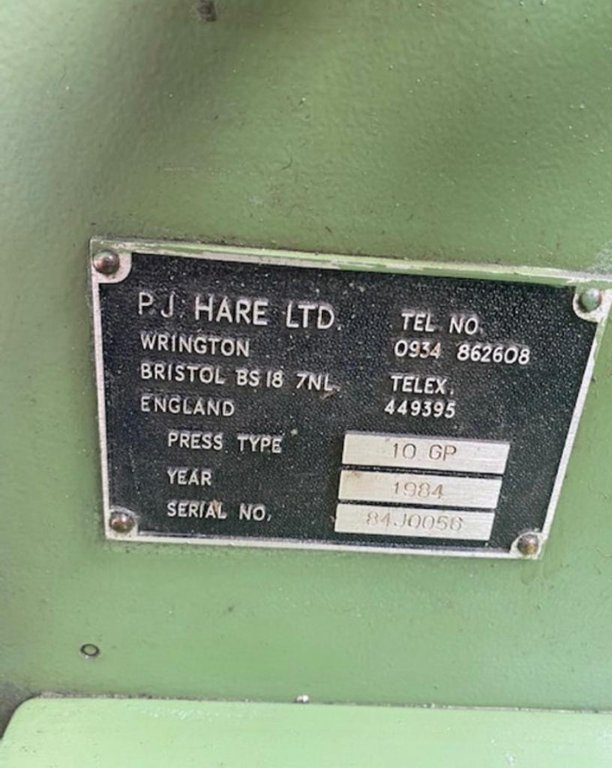 P.J. HARE LTD.
WRINGTON
BRISTOL BS18 7NL.
ENGLAND
TEL. NO.
0934 862608
TELEX.
449395
PRESS TYPE 10 GP
YEAR 1984
SERIAL NO. 84J0056